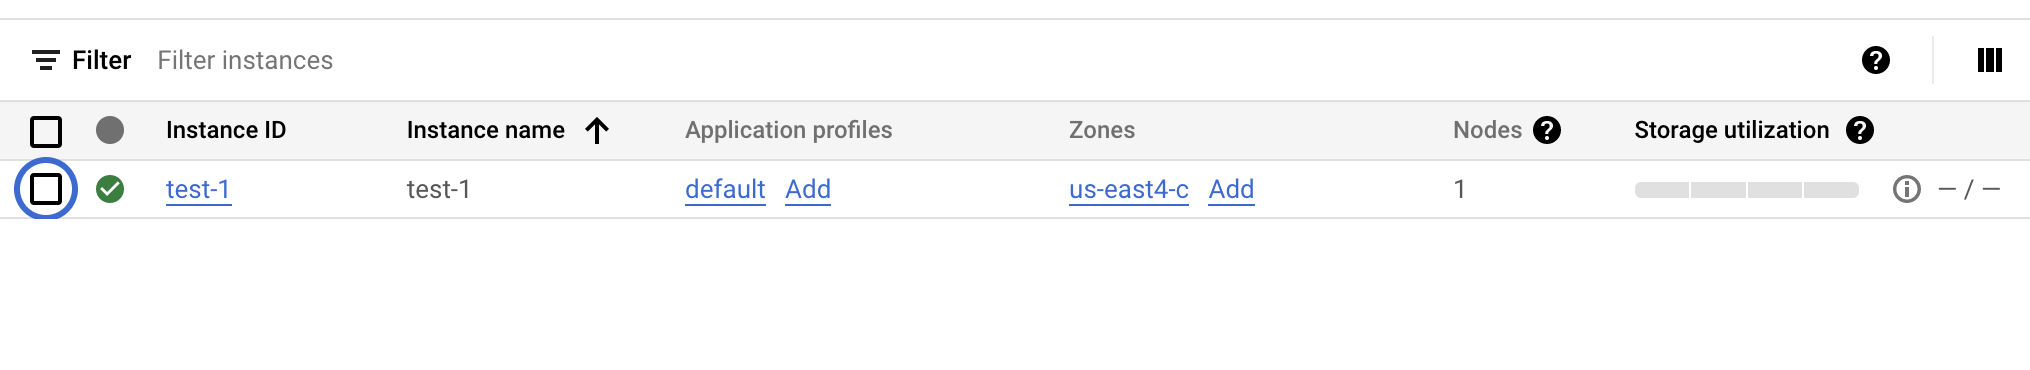 Filter Filter instances
Instance ID Instance name Application profiles Zones Nodes Storage utilization
test-1 test-1 default Add us-east4-c Add 1 — / —